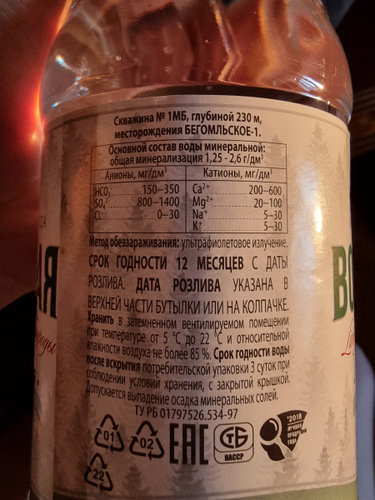 Скважина № 1МБ, глубиной 230 м,
месторождения БЕГОМЛЬСКОЕ-1.
Основной состав воды минеральной:
общая минерализация 1,25 - 2,6 г/дм³
Анионы, мг/дм³ Катионы, мг/дм³
HCO₃⁻ 150–350 Ca²⁺ 200–600
SO₄²⁻ 800–1400 Mg²⁺ 20–100
CL⁻ 0–30 Na⁺ 5–30
K⁺ 5–30
Метод обеззараживания: ультрафиолетовое излучение.
СРОК ГОДНОСТИ 12 МЕСЯЦЕВ С ДАТЫ
РОЗЛИВА. ДАТА РОЗЛИВА УКАЗАНА В
ВЕРХНЕЙ ЧАСТИ БУТЫЛКИ ИЛИ НА КОЛПАЧКЕ.
Хранить в затемненном вентилируемом помещении
при температуре от 5 °С до 22 °С и относительной
влажности воздуха не более 85 %. Срок годности воды
после вскрытия потребительской упаковки 3 суток при
соблюдении условий хранения, с закрытой крышкой.
Допускается выпадение осадка минеральных солей.
ТУ РБ 01797526.534-97
АЯ
ВО
01 02 ЕАС СТБ
НАССР
"2018
22